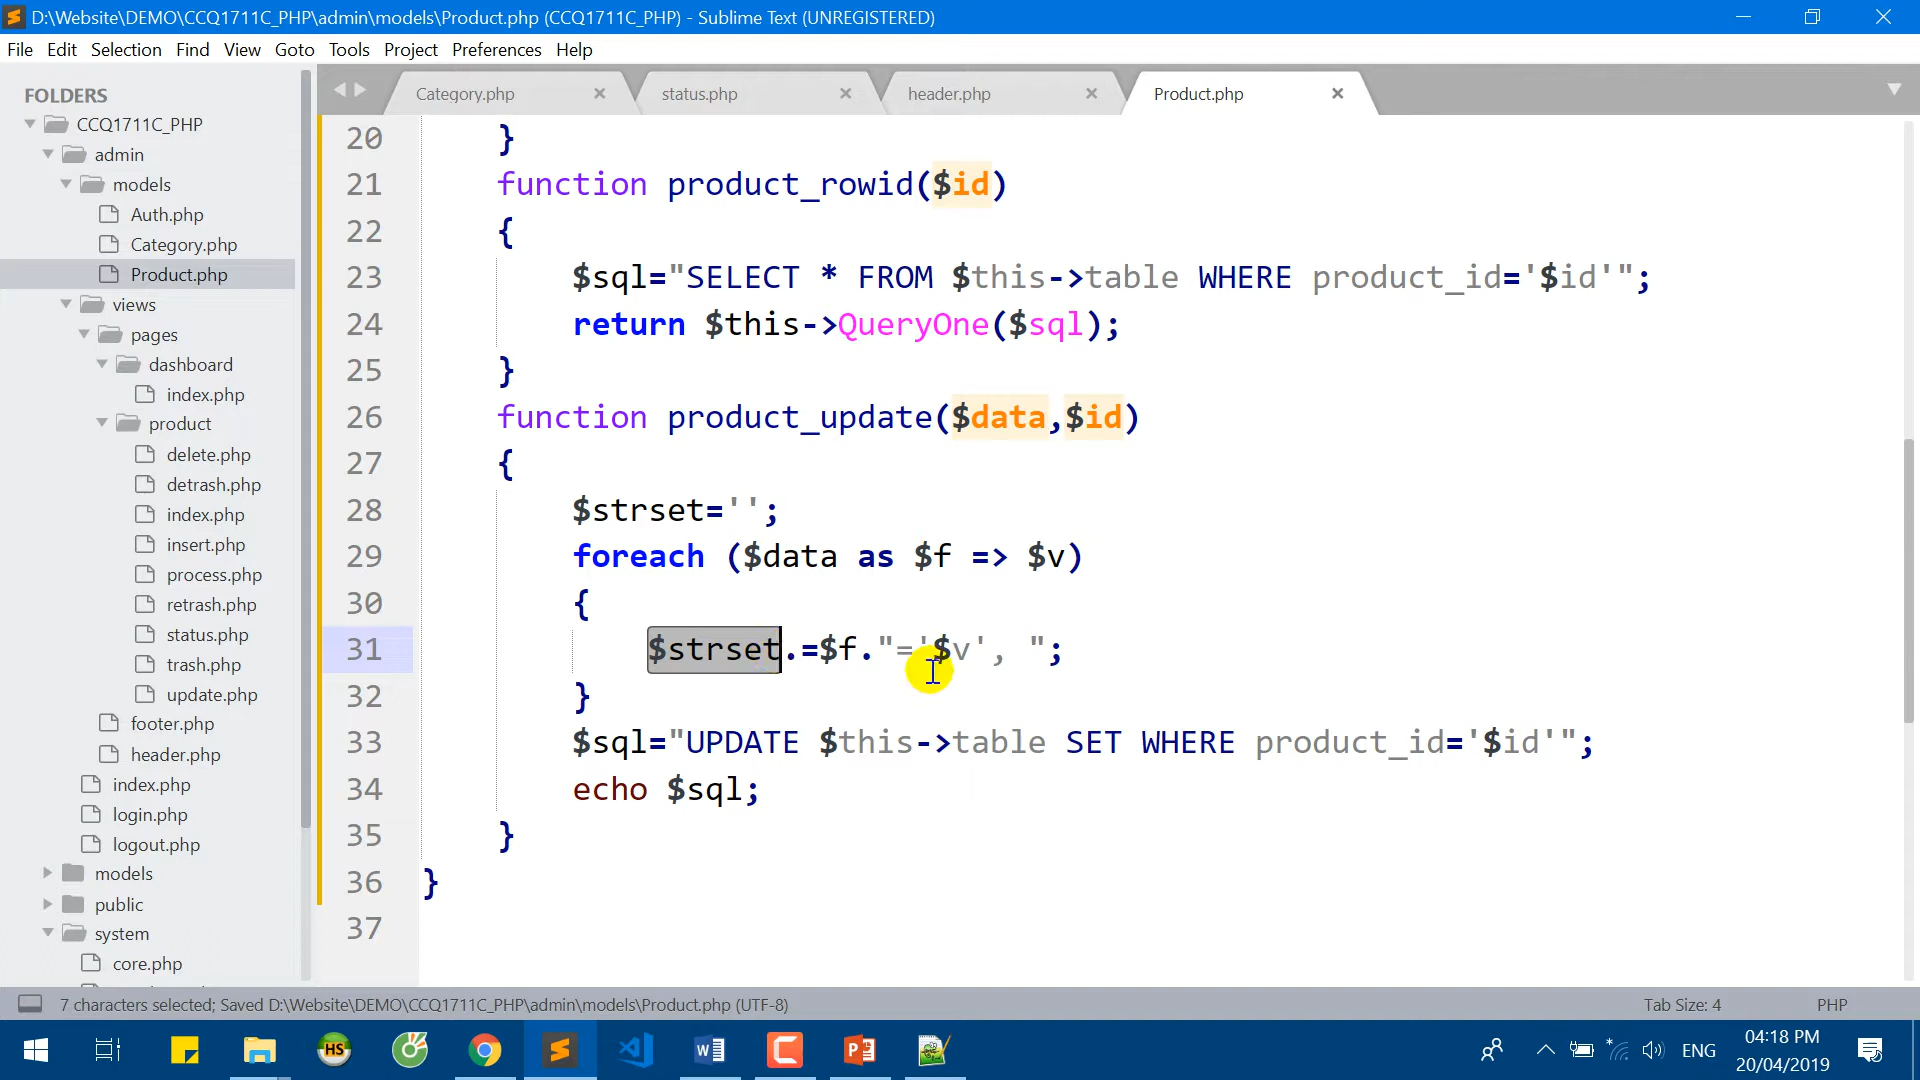 D:\Website\DEMO\CCQ1711C_PHP\admin\models\Product.php (CCQ1711C_PHP) - Sublime Text (UNREGISTERED)
File Edit Selection Find View Goto Tools Project Preferences Help
FOLDERS
CCQ1711C_PHP
admin
models
Auth.php
Category.php
Product.php
views
pages
dashboard
index.php
product
delete.php
detrash.php
index.php
insert.php
process.php
retrash.php
status.php
trash.php
update.php
footer.php
header.php
index.php
login.php
logout.php
models
public
system
core.php
Category.php status.php header.php Product.php
20 }
21 function product_rowid($id)
22 {
23 $sql="SELECT * FROM $this->table WHERE product_id='$id'";
24 return $this->QueryOne($sql);
25 }
26 function product_update($data,$id)
27 {
28 $strset='';
29 foreach ($data as $f => $v)
30 {
31 $strset.=$f."='$v', ";
32 }
33 $sql="UPDATE $this->table SET WHERE product_id='$id'";
34 echo $sql;
35 }
36 }
37
7 characters selected; Saved D:\Website\DEMO\CCQ1711C_PHP\admin\models\Product.php (UTF-8) Tab Size: 4 PHP
HS
ENG
04:18 PM
20/04/2019